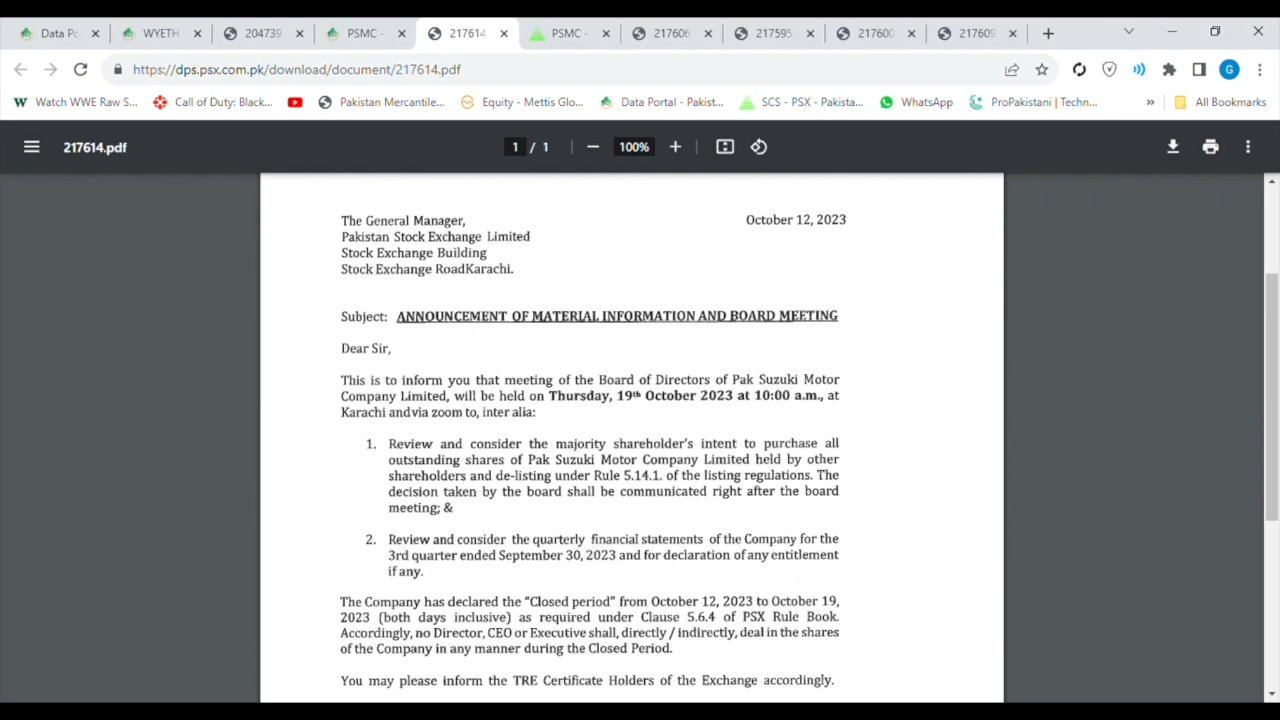 Data Pc
WYETH
204739
PSMC -
217614
PSMC -
217606
217595
217600
217609
https://dps.psx.com.pk/download/document/217614.pdf
G
W Watch WWE Raw S...
Call of Duty: Black...
Pakistan Mercantile...
Equity - Mettis Glo...
Data Portal - Pakist...
SCS - PSX - Pakista...
WhatsApp
ProPakistani | Techn...
»
All Bookmarks
217614.pdf
1 / 1
100%
The General Manager, October 12, 2023
Pakistan Stock Exchange Limited
Stock Exchange Building
Stock Exchange RoadKarachi.
Subject: ANNOUNCEMENT OF MATERIAL INFORMATION AND BOARD MEETING
Dear Sir,
This is to inform you that meeting of the Board of Directors of Pak Suzuki Motor
Company Limited, will be held on Thursday, 19th October 2023 at 10:00 a.m., at
Karachi and via zoom to, inter alia:
1. Review and consider the majority shareholder's intent to purchase all
outstanding shares of Pak Suzuki Motor Company Limited held by other
shareholders and de-listing under Rule 5.14.1. of the listing regulations. The
decision taken by the board shall be communicated right after the board
meeting; &
2. Review and consider the quarterly financial statements of the Company for the
3rd quarter ended September 30, 2023 and for declaration of any entitlement
if any.
The Company has declared the "Closed period" from October 12, 2023 to October 19,
2023 (both days inclusive) as required under Clause 5.6.4 of PSX Rule Book.
Accordingly, no Director, CEO or Executive shall, directly / indirectly, deal in the shares
of the Company in any manner during the Closed Period.
You may please inform the TRE Certificate Holders of the Exchange accordingly.